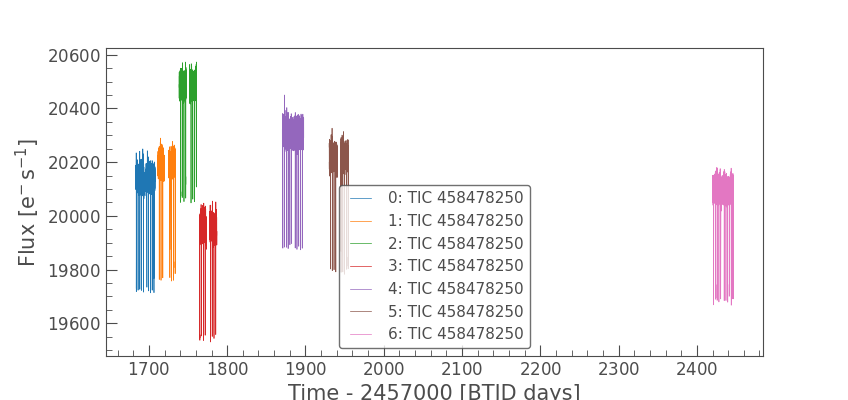 20600
20400
20200
20000
19800
19600
Flux [e⁻ s⁻¹]
0: TIC 458478250
1: TIC 458478250
2: TIC 458478250
3: TIC 458478250
4: TIC 458478250
5: TIC 458478250
6: TIC 458478250
1700 1800 1900 2000 2100 2200 2300 2400
Time - 2457000 [BTJD days]